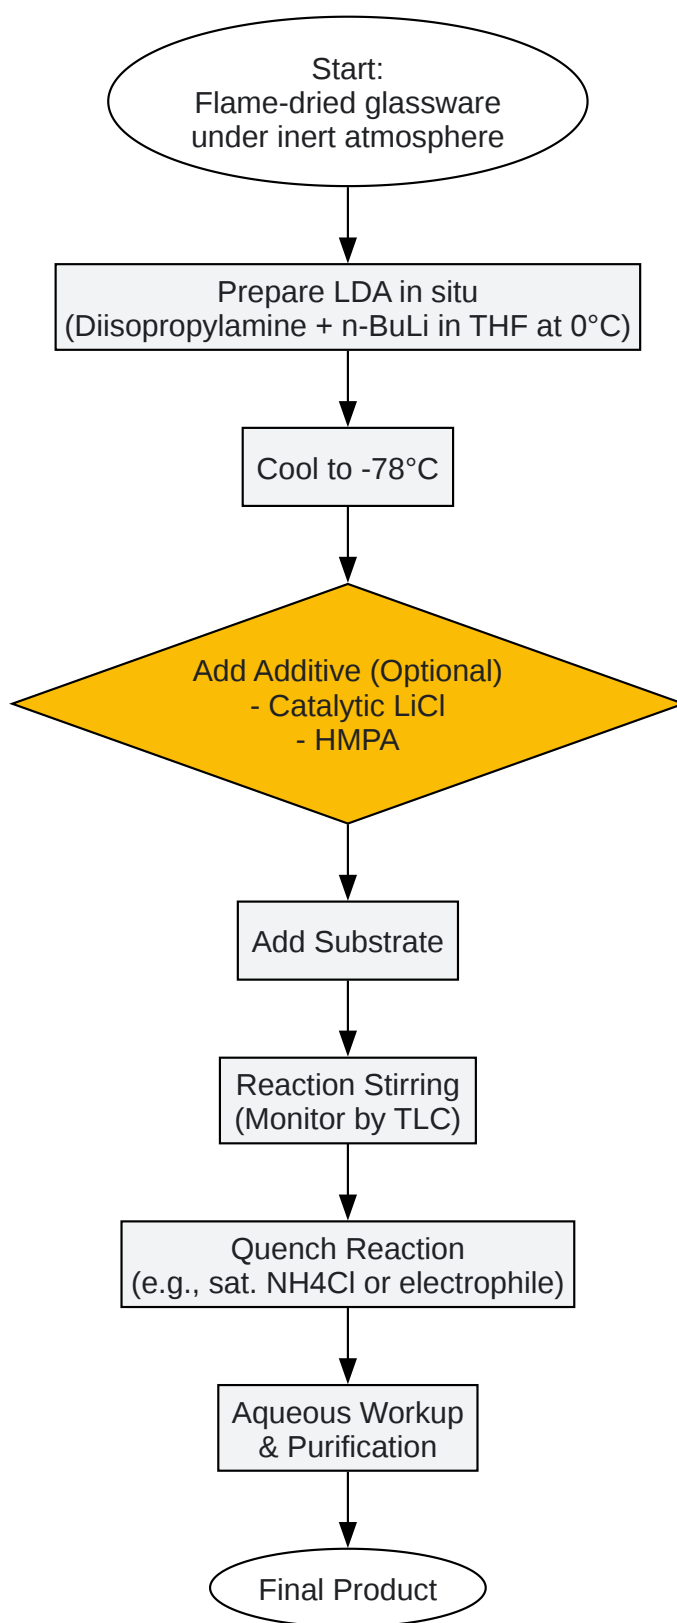 Start:
Flame-dried glassware
under inert atmosphere
Prepare LDA in situ
(Diisopropylamine + n-BuLi in THF at 0°C)
Cool to -78°C
Add Additive (Optional)
- Catalytic LiCl
- HMPA
Add Substrate
Reaction Stirring
(Monitor by TLC)
Quench Reaction
(e.g., sat. NH4Cl or electrophile)
Aqueous Workup
& Purification
Final Product